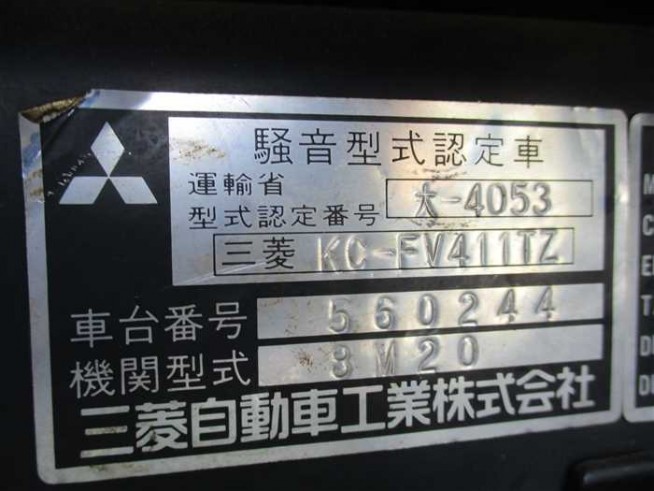 騒音型式認定車
運輸省
型式認定番号 大-4053
三菱 KC-FV411TZ
車台番号 560244
機関型式 8M20
三菱自動車工業株式会社
M
C
E
T
D
D